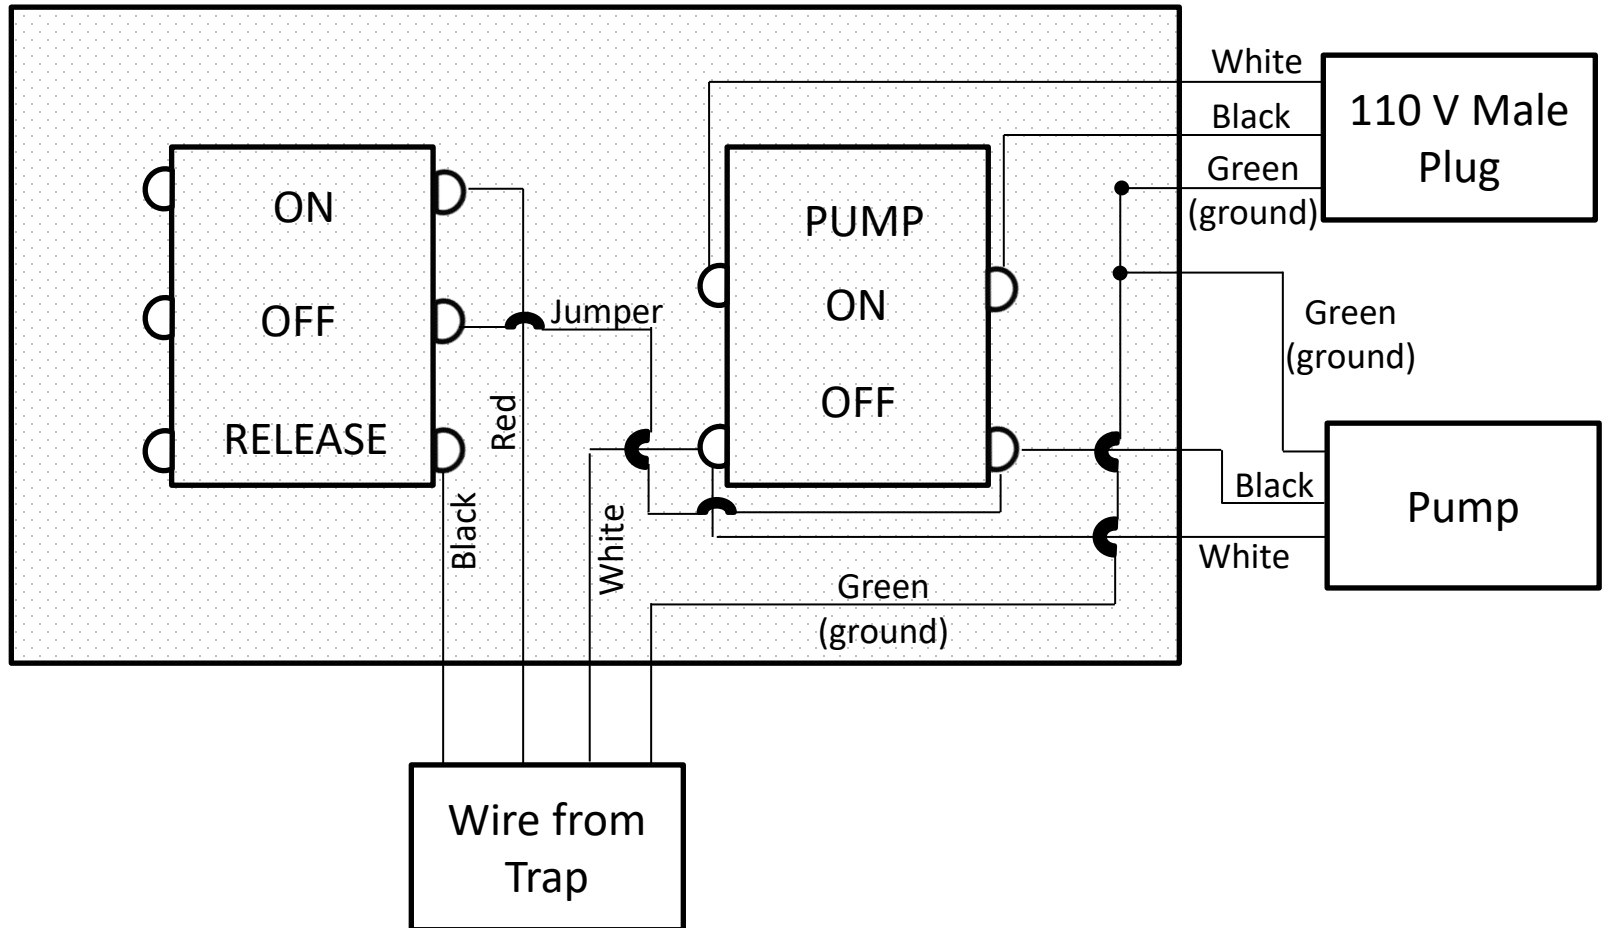 White
Black
Green
(ground)
110 V Male
Plug
ON
OFF
RELEASE
Jumper
Red
Black
White
PUMP
ON
OFF
Green
(ground)
Black
White
Pump
Green
(ground)
Wire from
Trap